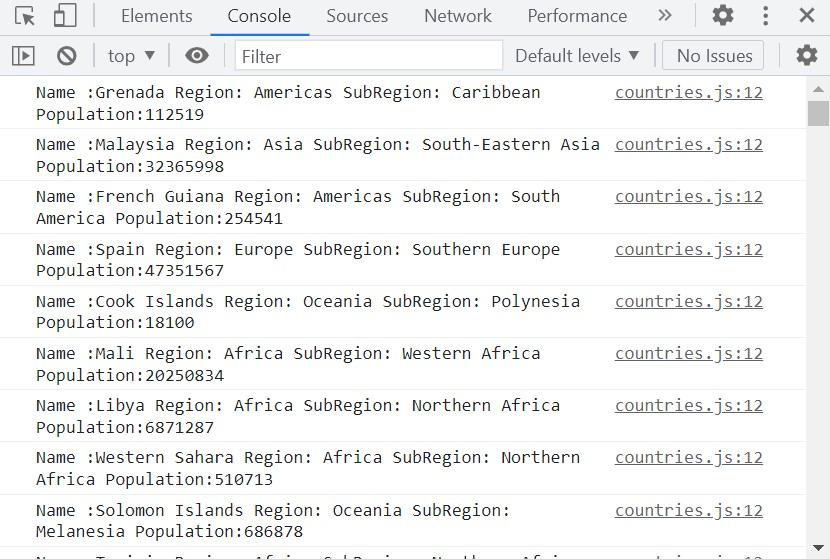 Elements Console Sources Network Performance »
top ▼ Filter Default levels ▼ No Issues
Name :Grenada Region: Americas SubRegion: Caribbean countries.js:12
Population:112519
Name :Malaysia Region: Asia SubRegion: South-Eastern Asia countries.js:12
Population:32365998
Name :French Guiana Region: Americas SubRegion: South countries.js:12
America Population:254541
Name :Spain Region: Europe SubRegion: Southern Europe countries.js:12
Population:47351567
Name :Cook Islands Region: Oceania SubRegion: Polynesia countries.js:12
Population:18100
Name :Mali Region: Africa SubRegion: Western Africa countries.js:12
Population:20250834
Name :Libya Region: Africa SubRegion: Northern Africa countries.js:12
Population:6871287
Name :Western Sahara Region: Africa SubRegion: Northern countries.js:12
Africa Population:510713
Name :Solomon Islands Region: Oceania SubRegion: countries.js:12
Melanesia Population:686878